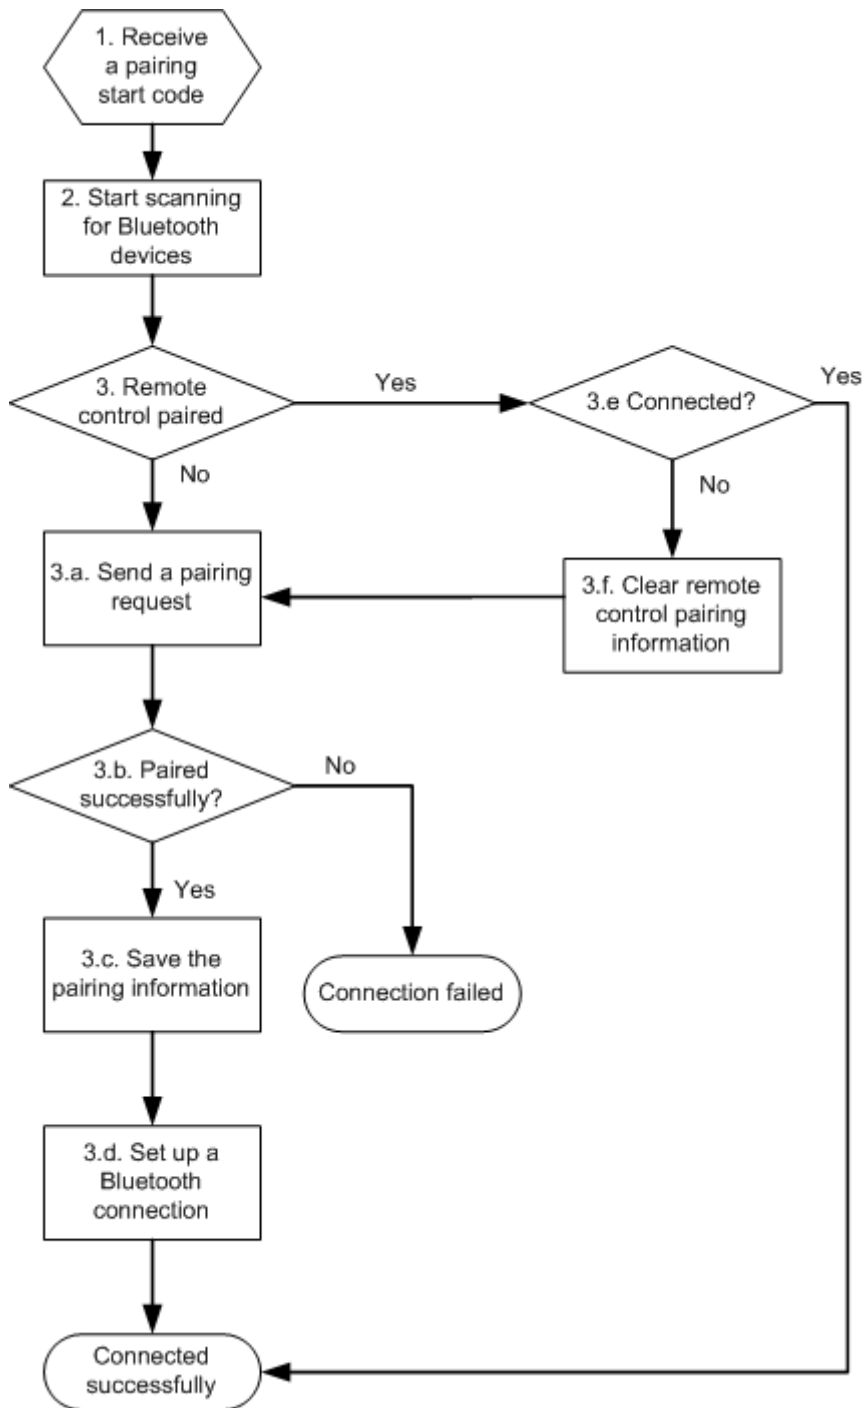 1. Receive
a pairing
start code
2. Start scanning
for Bluetooth
devices
3. Remote
control paired
Yes
3.e Connected?
Yes
No
No
3.a. Send a pairing
request
3.f. Clear remote
control pairing
information
3.b. Paired
successfully?
No
Yes
3.c. Save the
pairing information
Connection failed
3.d. Set up a
Bluetooth
connection
Connected
successfully